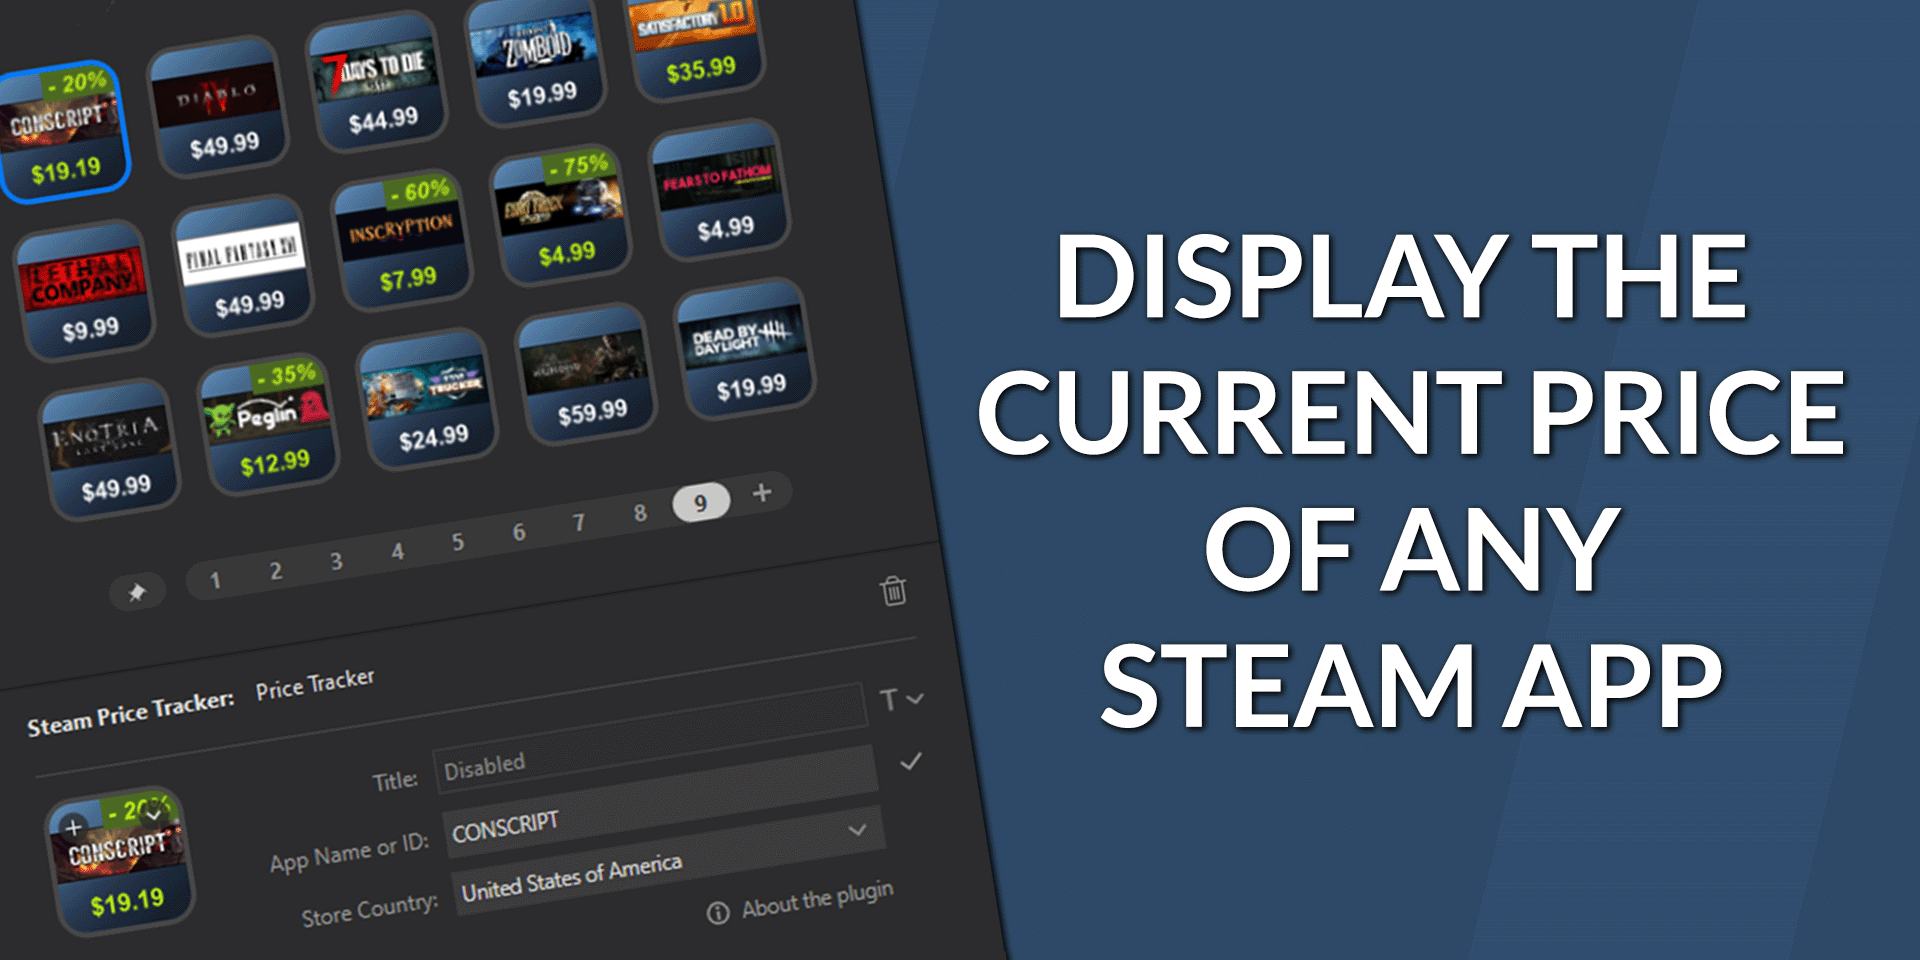 - 20%
CONSCRIPT
$19.19
DIABLO
IV
$49.99
7 DAYS TO DIE
$44.99
ZOMBOID
$19.99
SATISFACTORY 1.0
$35.99
LETHAL
COMPANY
$9.99
FINAL FANTASY XVI
$49.99
- 60%
INSCRYPTION
$7.99
- 75%
EURO TRUCK
$4.99
FEARS TO FATHOM
$4.99
ENOTRIA
LAST SONG
$49.99
- 35%
Peglin
$12.99
STAR
TRUCKER
$24.99
$59.99
DEAD BY
DAYLIGHT
$19.99
1 2 3 4 5 6 7 8 9 +
Steam Price Tracker: Price Tracker
Title: Disabled T
App Name or ID: CONSCRIPT
Store Country: United States of America
About the plugin
- 20%
CONSCRIPT
$19.19
DISPLAY THE
CURRENT PRICE
OF ANY
STEAM APP